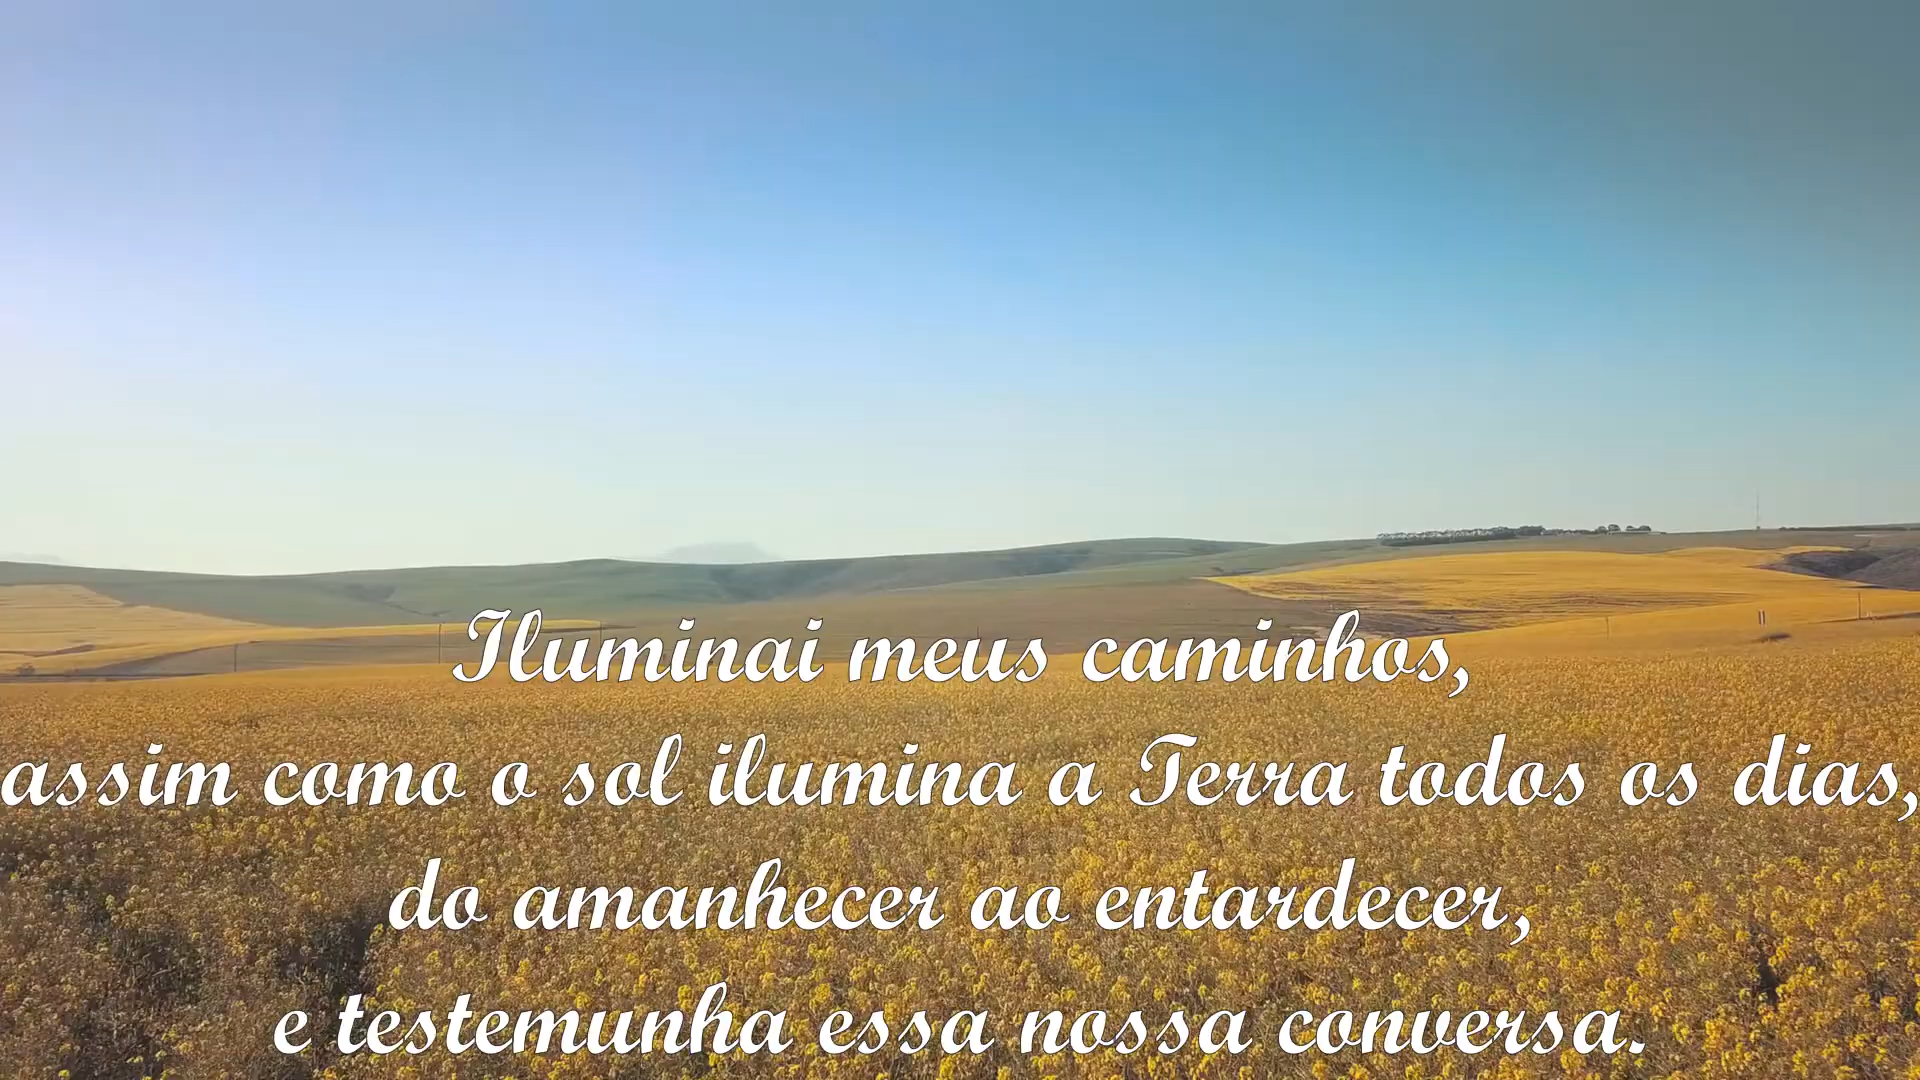 Iluminai meus caminhos,
assim como o sol ilumina a Terra todos os dias,
do amanhecer ao entardecer,
e testemunha essa nossa conversa.